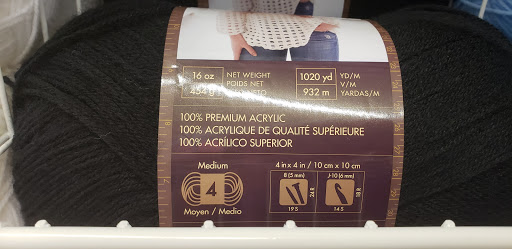 16 oz NET WEIGHT 1020 yd YD/M
POIDS NET V/M
454 g 932 m YARDAS/M
100% PREMIUM ACRYLIC
100% ACRYLIQUE DE QUALITÉ SUPÉRIEURE
100% ACRÍLICO SUPERIOR
Medium 4 in x 4 in / 10 cm x 10 cm
4
8 (5 mm) J-10 (6 mm)
24 R 18 R
19 S 14 S
Moyen / Medio